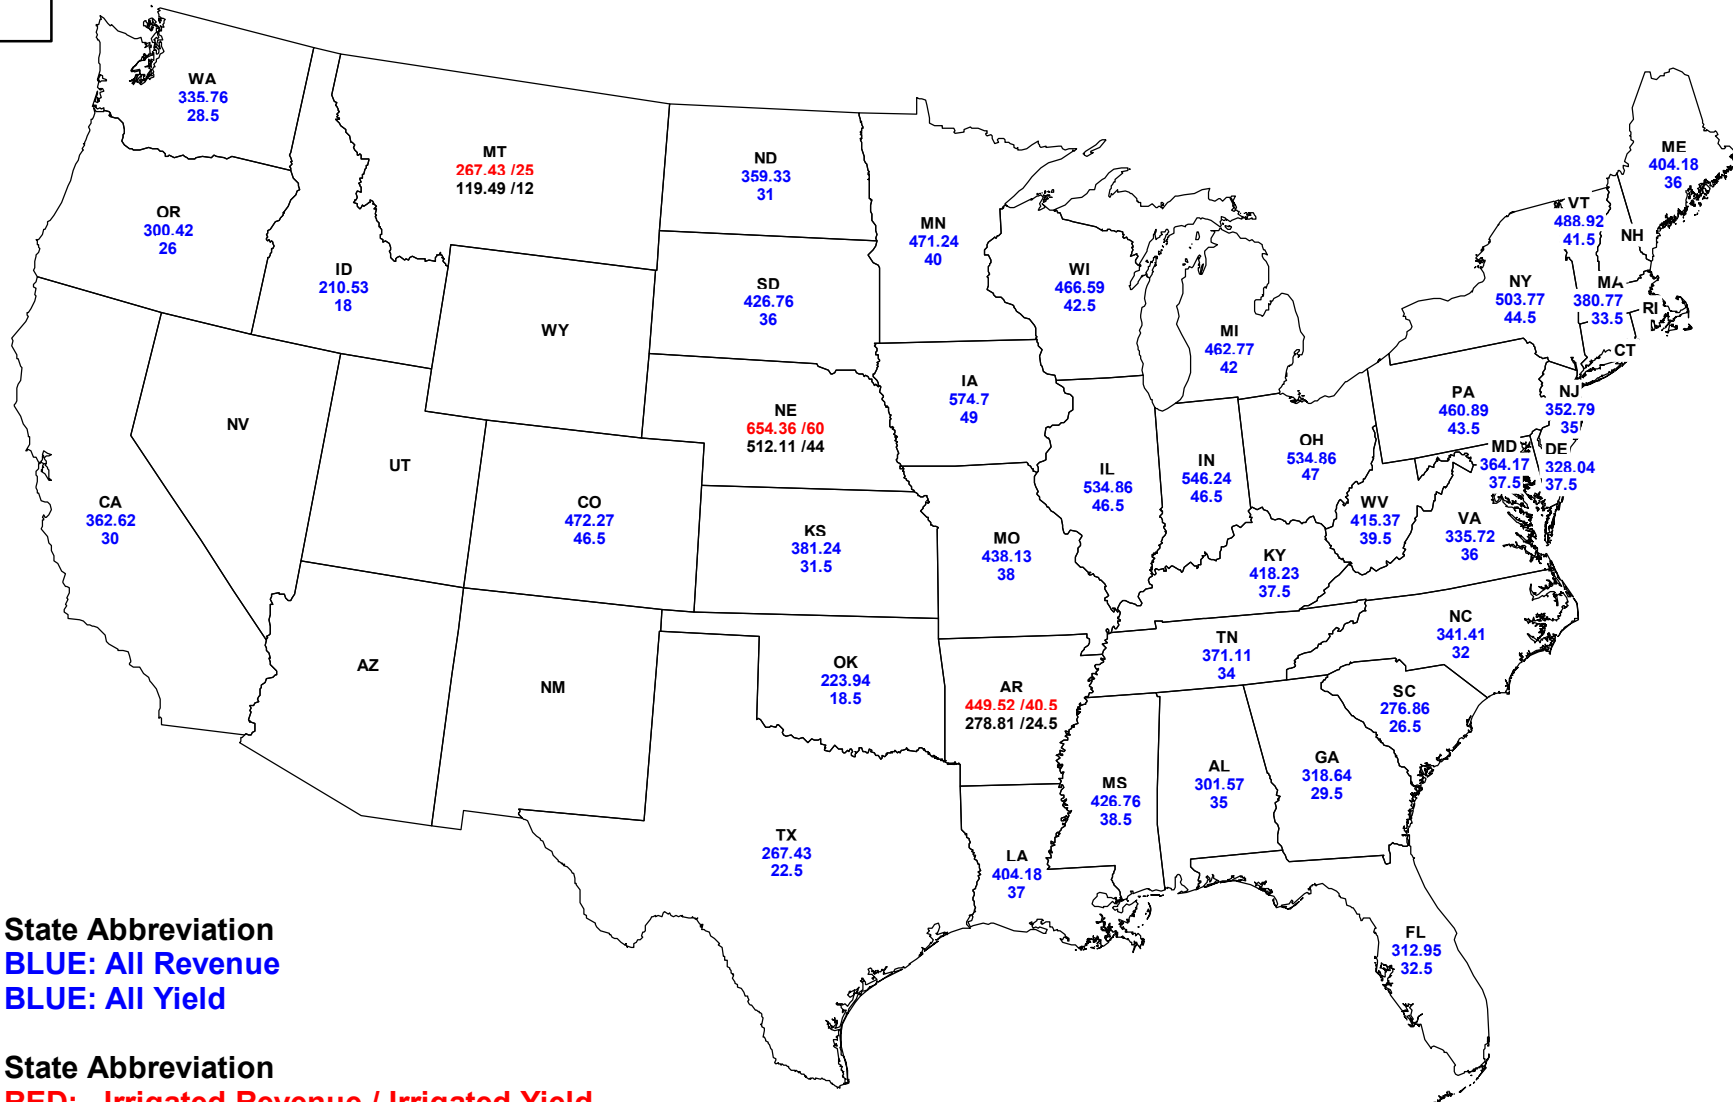 WA
335.76
28.5
MT
267.43 /25
119.49 /12
ND
359.33
31
MN
471.24
40
ME
404.18
36
OR
300.42
26
ID
210.53
18
SD
426.76
36
WI
466.59
42.5
MI
462.77
42
VT
488.92
41.5
NH
NY
503.77
44.5
MA
380.77
33.5
RI
CT
WY
NE
654.36 /60
512.11 /44
IA
574.7
49
PA
460.89
43.5
NJ
352.79
35
NV
UT
CO
472.27
46.5
KS
381.24
31.5
MO
438.13
38
IL
534.86
46.5
IN
546.24
46.5
OH
534.86
47
MD
364.17
37.5
DE
328.04
37.5
WV
415.37
39.5
VA
335.72
36
CA
362.62
30
KY
418.23
37.5
NC
341.41
32
TN
371.11
34
AZ
NM
OK
223.94
18.5
AR
449.52 /40.5
278.81 /24.5
SC
276.86
26.5
MS
426.76
38.5
AL
301.57
35
GA
318.64
29.5
TX
267.43
22.5
LA
404.18
37
FL
312.95
32.5
State Abbreviation
BLUE: All Revenue
BLUE: All Yield
State Abbreviation
RED: Irrigated Revenue / Irrigated Yield